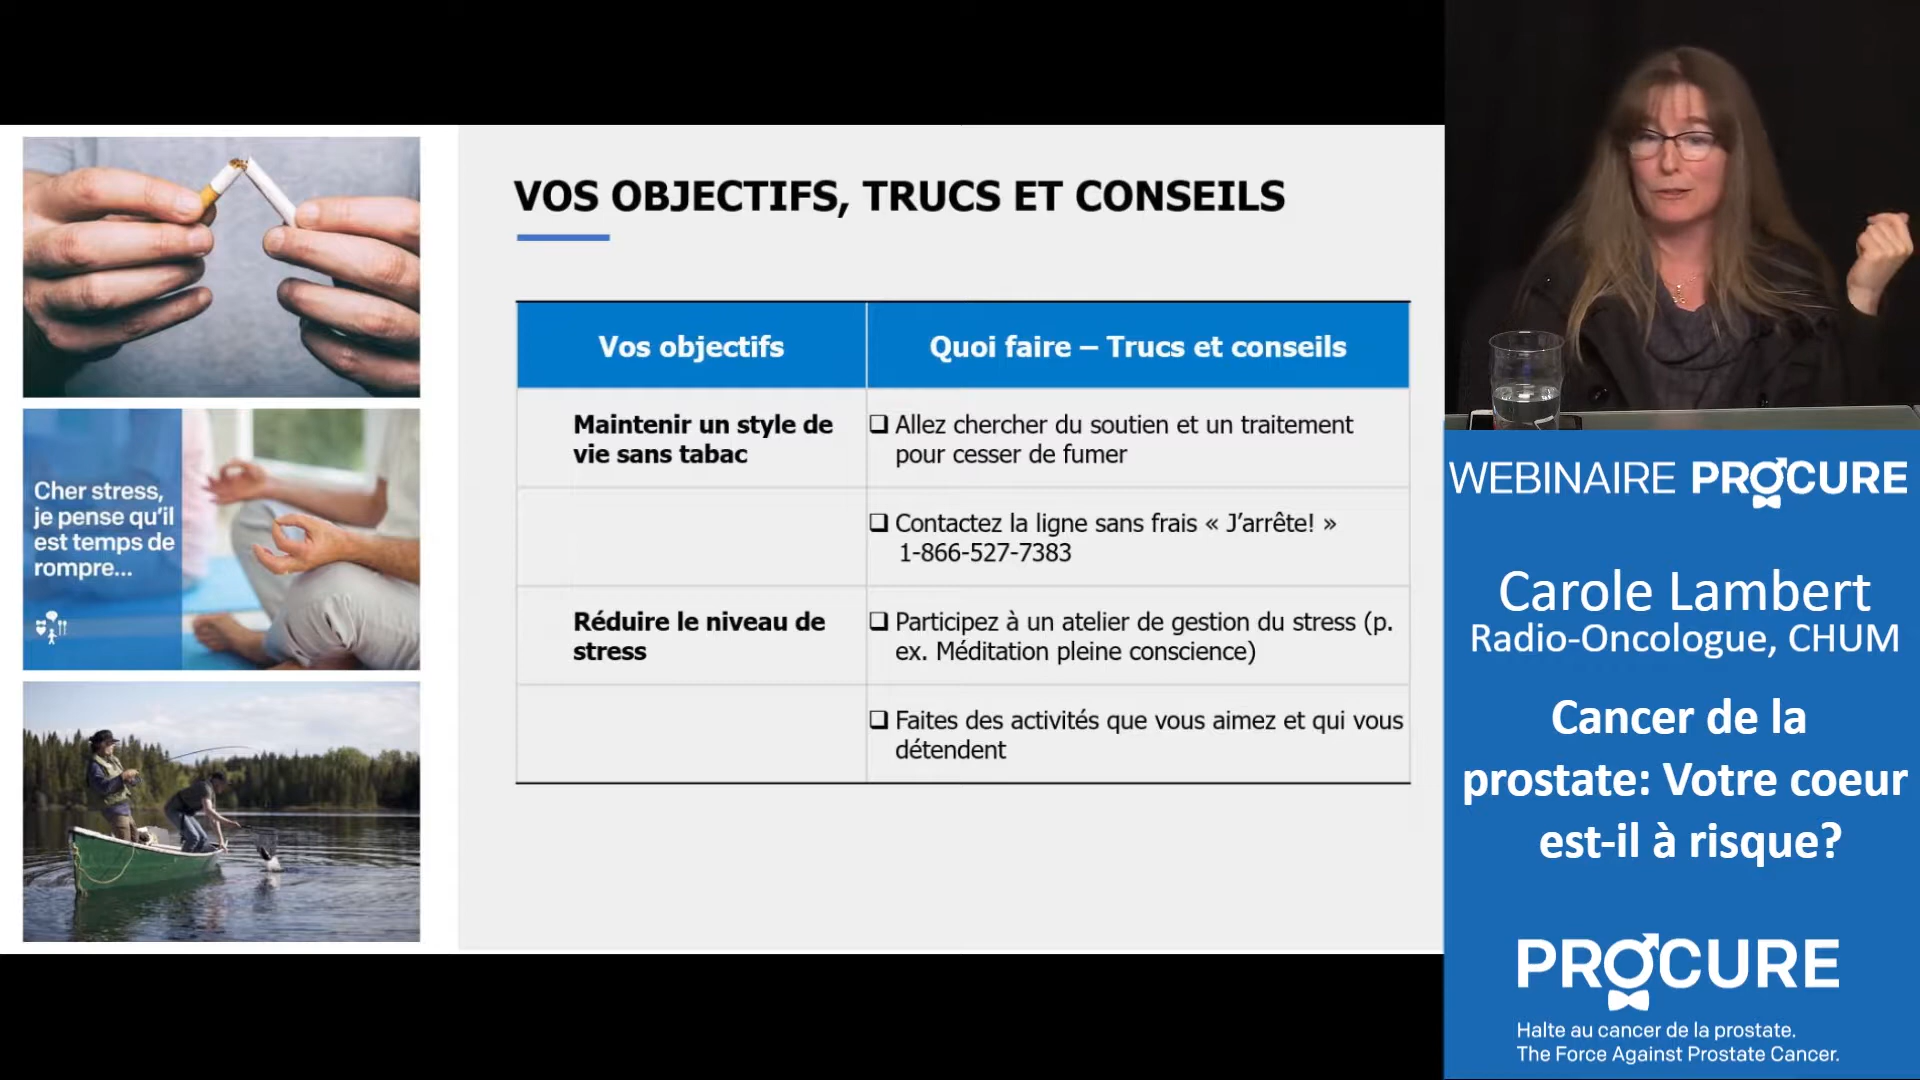 VOS OBJECTIFS, TRUCS ET CONSEILS
Vos objectifs
Quoi faire – Trucs et conseils
Maintenir un style de
vie sans tabac
❑ Allez chercher du soutien et un traitement
pour cesser de fumer
❑ Contactez la ligne sans frais « J’arrête! »
1-866-527-7383
Réduire le niveau de
stress
❑ Participez à un atelier de gestion du stress (p.
ex. Méditation pleine conscience)
❑ Faites des activités que vous aimez et qui vous
détendent
Cher stress,
je pense qu'il
est temps de
rompre...
WEBINAIRE PROCURE
Carole Lambert
Radio-Oncologue, CHUM
Cancer de la
prostate: Votre coeur
est-il à risque?
PROCURE
Halte au cancer de la prostate.
The Force Against Prostate Cancer.